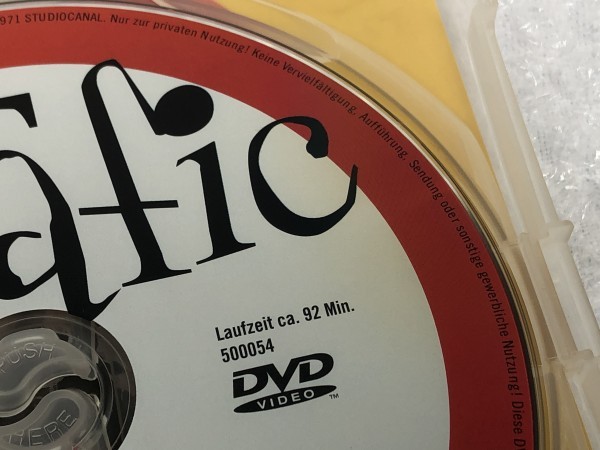 971 STUDIOCANAL. Nur zur privaten Nutzung! Keine Vervielfältigung, Aufführung, Sendung oder sonstige gewerbliche Nutzung! Diese D
afic
Laufzeit ca. 92 Min.
500054
DVD
VIDEO™
PUSH
HERE